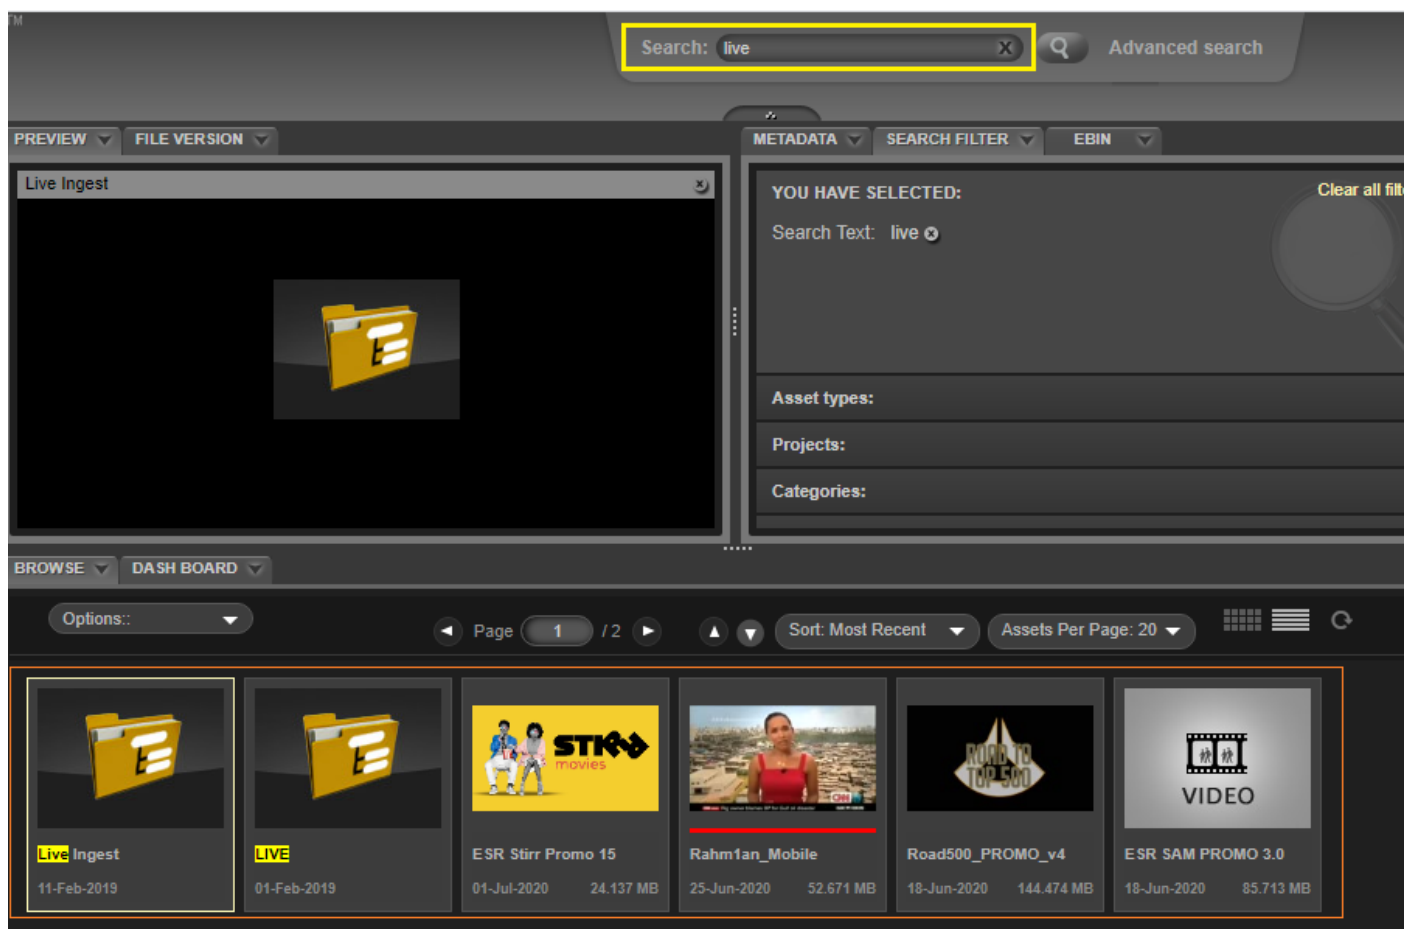 TM
Search: live X Advanced search
PREVIEW FILE VERSION
METADATA SEARCH FILTER EBIN
Live Ingest
YOU HAVE SELECTED:
Clear all filt
Search Text: live
Asset types:
Projects:
Categories:
BROWSE DASH BOARD
Options::
Page 1 / 2
Sort: Most Recent
Assets Per Page: 20
STIRR
movies
CNN
ROAD TO
TOP 500
VIDEO
Live Ingest
11-Feb-2019
LIVE
01-Feb-2019
ESR Stirr Promo 15
01-Jul-2020 24.137 MB
Rahm1an_Mobile
25-Jun-2020 52.671 MB
Road500_PROMO_v4
18-Jun-2020 144.474 MB
ESR SAM PROMO 3.0
18-Jun-2020 85.713 MB